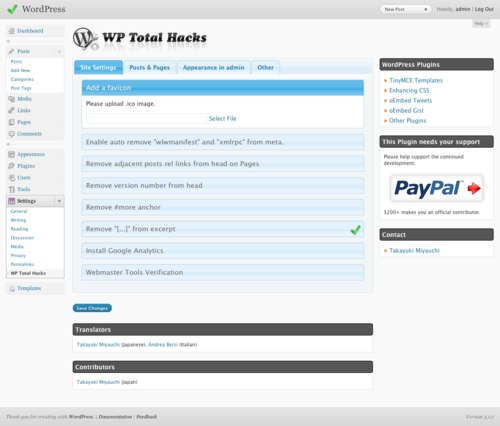 WordPress
New Post
Howdy, admin | Log Out
Help
Dashboard
Posts
Posts
Add New
Categories
Post Tags
Media
Links
Pages
Comments
Appearance
Plugins
Users
Tools
Settings
General
Writing
Reading
Discussion
Media
Privacy
Permalinks
WP Total Hacks
Templates
WP Total Hacks
Site Settings
Posts & Pages
Appearance in admin
Other
Add a favicon
Please upload .ico image.
Select File
Enable auto remove "wlwmanifest" and "xmlrpc" from meta.
Remove adjacent posts rel links from head on Pages
Remove version number from head
Remove #more anchor
Remove "[...]" from excerpt
Install Google Analytics
Webmaster Tools Verification
Save Changes
Translators
Takayuki Miyauchi (Japanese), Andrea Bersi (Italian)
Contributors
Takayuki Miyauchi (Japan)
WordPress Plugins
TinyMCE Templates
Enhancing CSS
oEmbed Tweets
oEmbed Gist
Other Plugins
This Plugin needs your support
Please help support the continued
development.
PayPal
$200+ makes you an official contributor.
Contact
Takayuki Miyauchi
Thank you for creating with WordPress. | Documentation | Feedback
Version 3.1.2